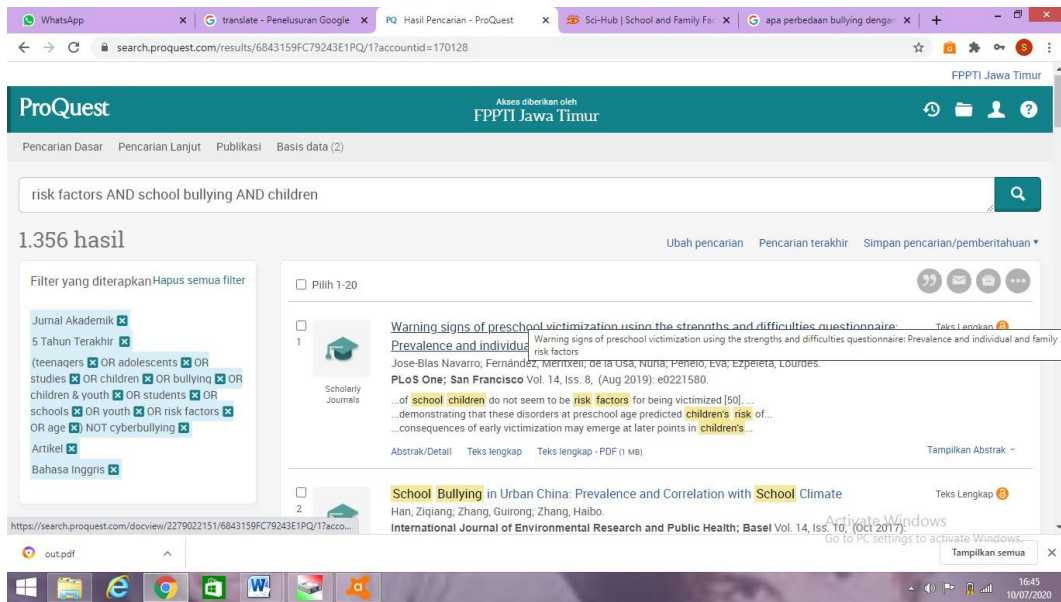 WhatsApp
translate - Penelusuran Google
PQ Hasil Pencarian - ProQuest
Sci-Hub | School and Family Fac
apa perbedaan bullying dengan
search.proquest.com/results/6843159FC79243E1PQ/1?accountid=170128
S
FPPTI Jawa Timur
ProQuest
Akses diberikan oleh
FPPTI Jawa Timur
Pencarian Dasar Pencarian Lanjut Publikasi Basis data (2)
risk factors AND school bullying AND children
1.356 hasil
Ubah pencarian Pencarian terakhir Simpan pencarian/pemberitahuan
Filter yang diterapkan Hapus semua filter
Jurnal Akademik
5 Tahun Terakhir
(teenagers OR adolescents OR
studies OR children OR bullying OR
children & youth OR students OR
schools OR youth OR risk factors
OR age) NOT cyberbullying
Artikel
Bahasa Inggris
Pilih 1-20
1
Scholarly
Journals
Warning signs of preschool victimization using the strengths and difficulties questionnaire:
Prevalence and individua
Teks Lengkap
Warning signs of preschool victimization using the strengths and difficulties questionnaire: Prevalence and individual and family
risk factors
Jose-Blas Navarro; Fernández, Meritxell; de la Osa, Nuria; Penelo, Eva; Ezpeleta, Lourdes.
PLoS One; San Francisco Vol. 14, Iss. 8, (Aug 2019): e0221580.
...of school children do not seem to be risk factors for being victimized [50]. ...
...demonstrating that these disorders at preschool age predicted children's risk of...
...consequences of early victimization may emerge at later points in children's...
Abstrak/Detail Teks lengkap Teks lengkap - PDF (1 MB)
Tampilkan Abstrak
2
School Bullying in Urban China: Prevalence and Correlation with School Climate
Teks Lengkap
Han, Ziqiang; Zhang, Guirong; Zhang, Haibo.
International Journal of Environmental Research and Public Health; Basel Vol. 14, Iss. 10, (Oct 2017):
Activate Windows
Go to PC settings to activate Windows.
https://search.proquest.com/docview/2279022151/6843159FC79243E1PQ/1?acco...
out.pdf
Tampilkan semua
16:45
10/07/2020